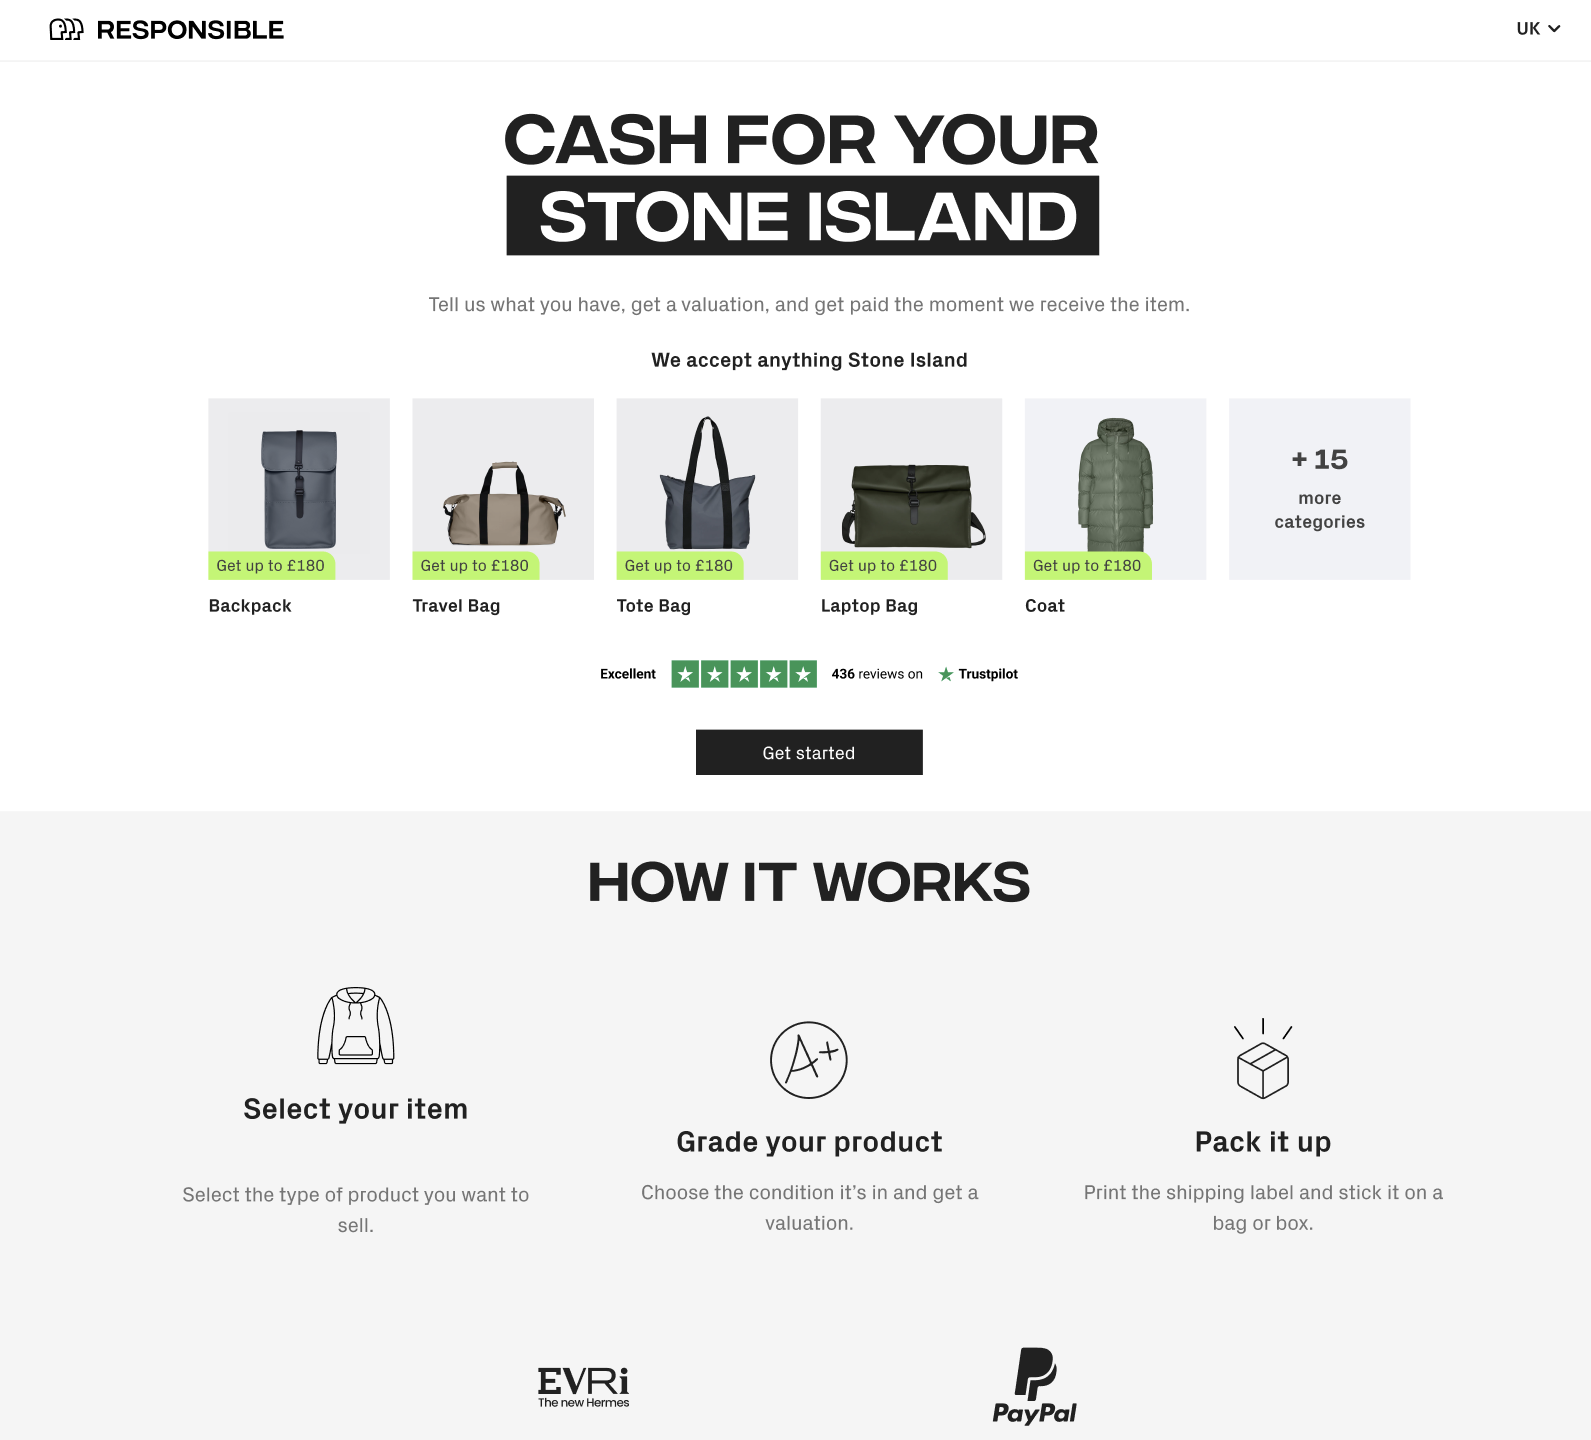 RESPONSIBLE
UK
CASH FOR YOUR
STONE ISLAND
Tell us what you have, get a valuation, and get paid the moment we receive the item.
We accept anything Stone Island
Get up to £180
Get up to £180
Get up to £180
Get up to £180
Get up to £180
+ 15
more
categories
Backpack
Travel Bag
Tote Bag
Laptop Bag
Coat
Excellent 436 reviews on Trustpilot
Get started
HOW IT WORKS
A+
Select your item
Select the type of product you want to
sell.
Grade your product
Choose the condition it’s in and get a
valuation.
Pack it up
Print the shipping label and stick it on a
bag or box.
EVRi
The new Hermes
PayPal